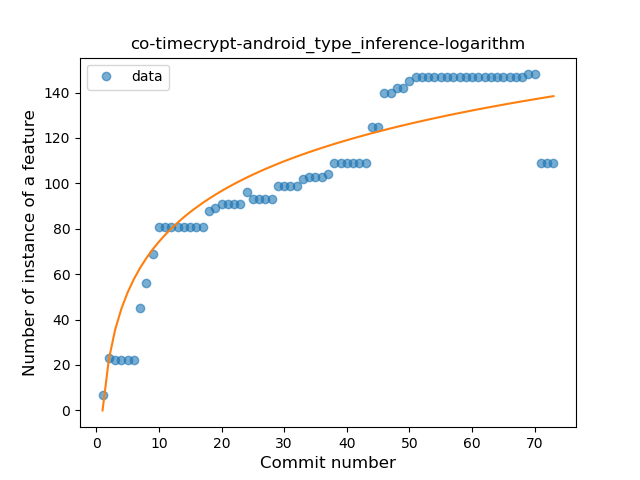 co-timecrypt-android_type_inference-logarithm
data
Number of instance of a feature
140
120
100
80
60
40
20
0
0 10 20 30 40 50 60 70
Commit number